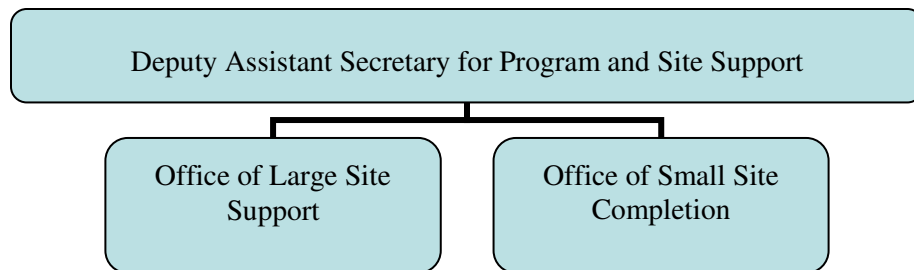 Deputy Assistant Secretary for Program and Site Support
Office of Large Site
Support
Office of Small Site
Completion